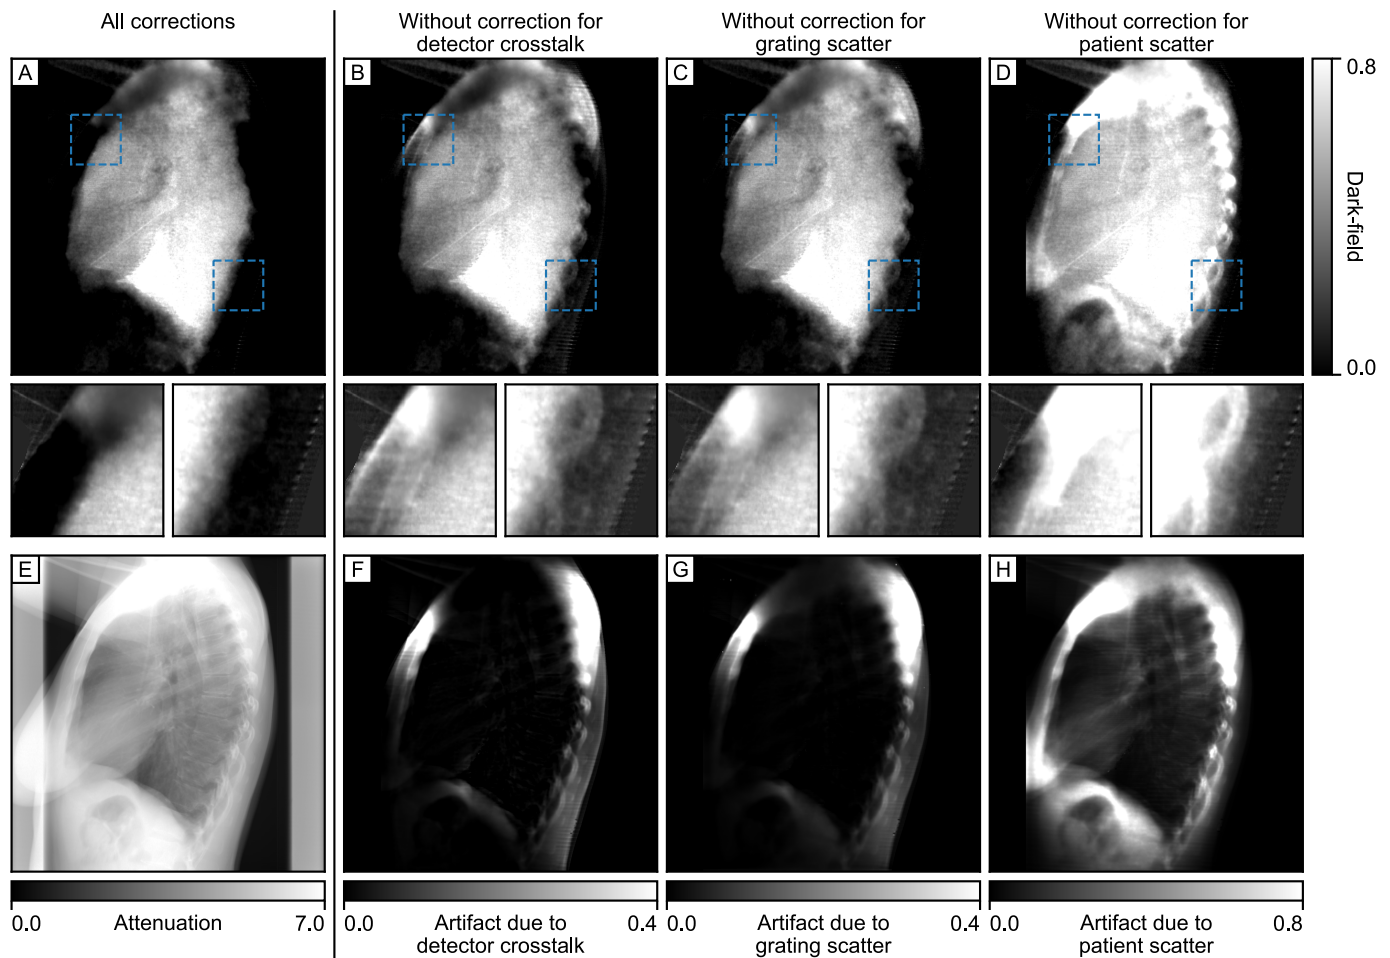 All corrections
Without correction for
detector crosstalk
Without correction for
grating scatter
Without correction for
patient scatter
A
B
C
D
0.8
Dark-field
0.0
E
F
G
H
0.0
Attenuation
7.0
0.0
Artifact due to
detector crosstalk
0.4
0.0
Artifact due to
grating scatter
0.4
0.0
Artifact due to
patient scatter
0.8